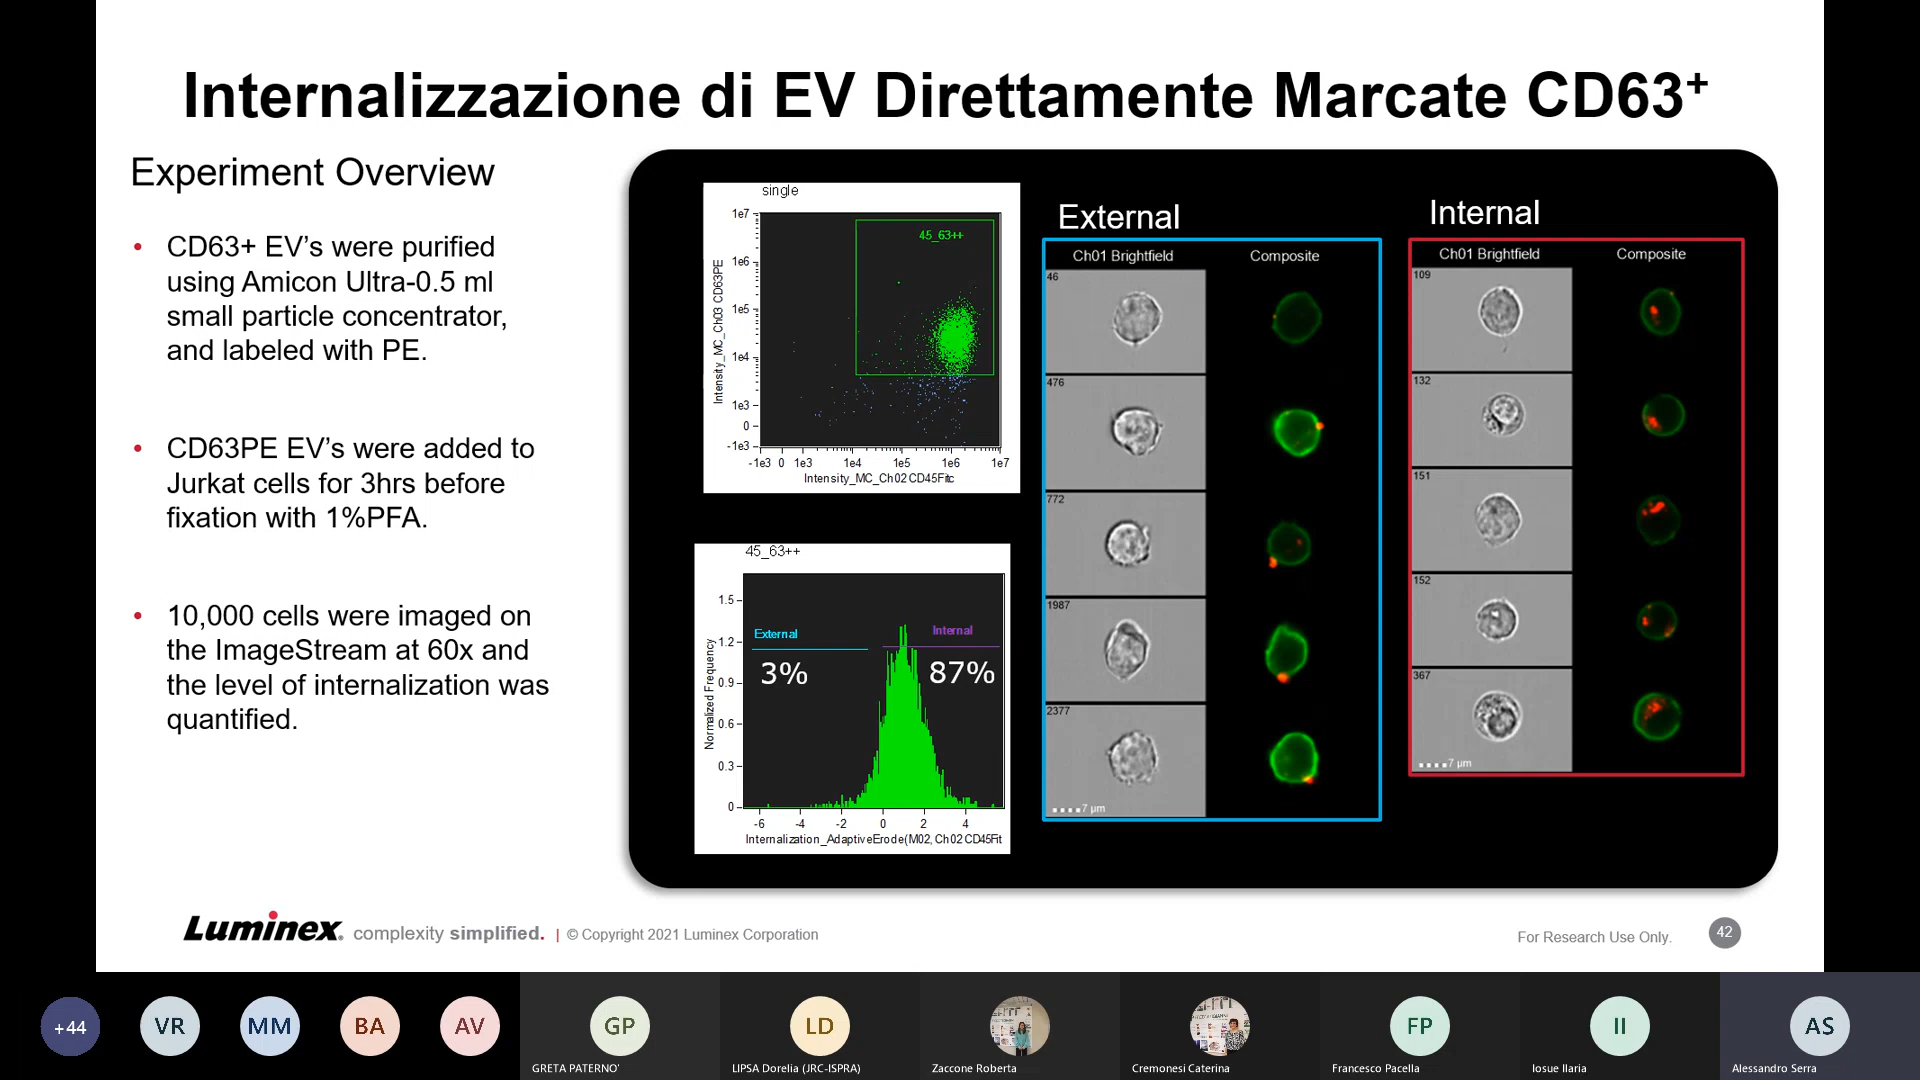 Internalizzazione di EV Direttamente Marcate CD63+
Experiment Overview
• CD63+ EV's were purified
using Amicon Ultra-0.5 ml
small particle concentrator,
and labeled with PE.
• CD63PE EV's were added to
Jurkat cells for 3hrs before
fixation with 1%PFA.
• 10,000 cells were imaged on
the ImageStream at 60x and
the level of internalization was
quantified.
single
45_63++
1e7
1e6
1e5
1e4
1e3
0
-1e3
Intensity_MC_Ch03 CD63PE
-1e3 0 1e3 1e4 1e5 1e6 1e7
Intensity_MC_Ch02 CD45Fitc
45_63++
External
3%
Internal
87%
1.5
1.2
0.9
0.6
0.3
0
Normalized Frequency
-6 -4 -2 0 2 4
Internalization_AdaptiveErode(M02, Ch02 CD45Fit
External
Ch01 Brightfield Composite
46
476
772
1987
2377
7 µm
Internal
Ch01 Brightfield Composite
109
132
151
152
367
7 µm
Luminex. complexity simplified. | © Copyright 2021 Luminex Corporation
For Research Use Only. 42
+44
VR
MM
BA
AV
GP
GRETA PATERNO'
LD
LIPSA Dorelia (JRC-ISPRA)
Zaccone Roberta
Cremonesi Caterina
FP
Francesco Pacella
II
Iosue Ilaria
AS
Alessandro Serra